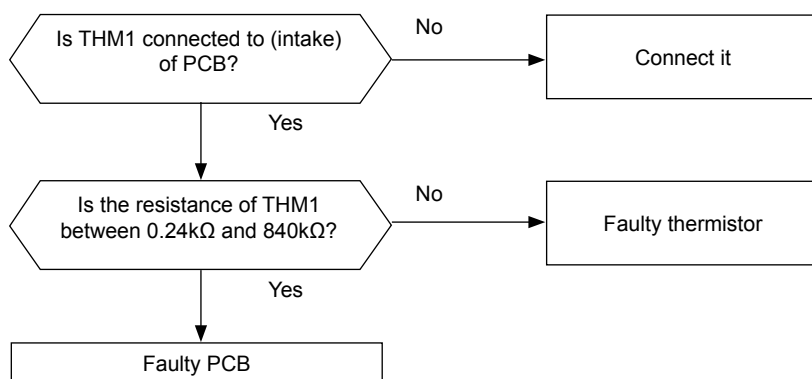 Is THM1 connected to (intake)
of PCB?
No
Connect it
Yes
Is the resistance of THM1
between 0.24kΩ and 840kΩ?
No
Faulty thermistor
Yes
Faulty PCB